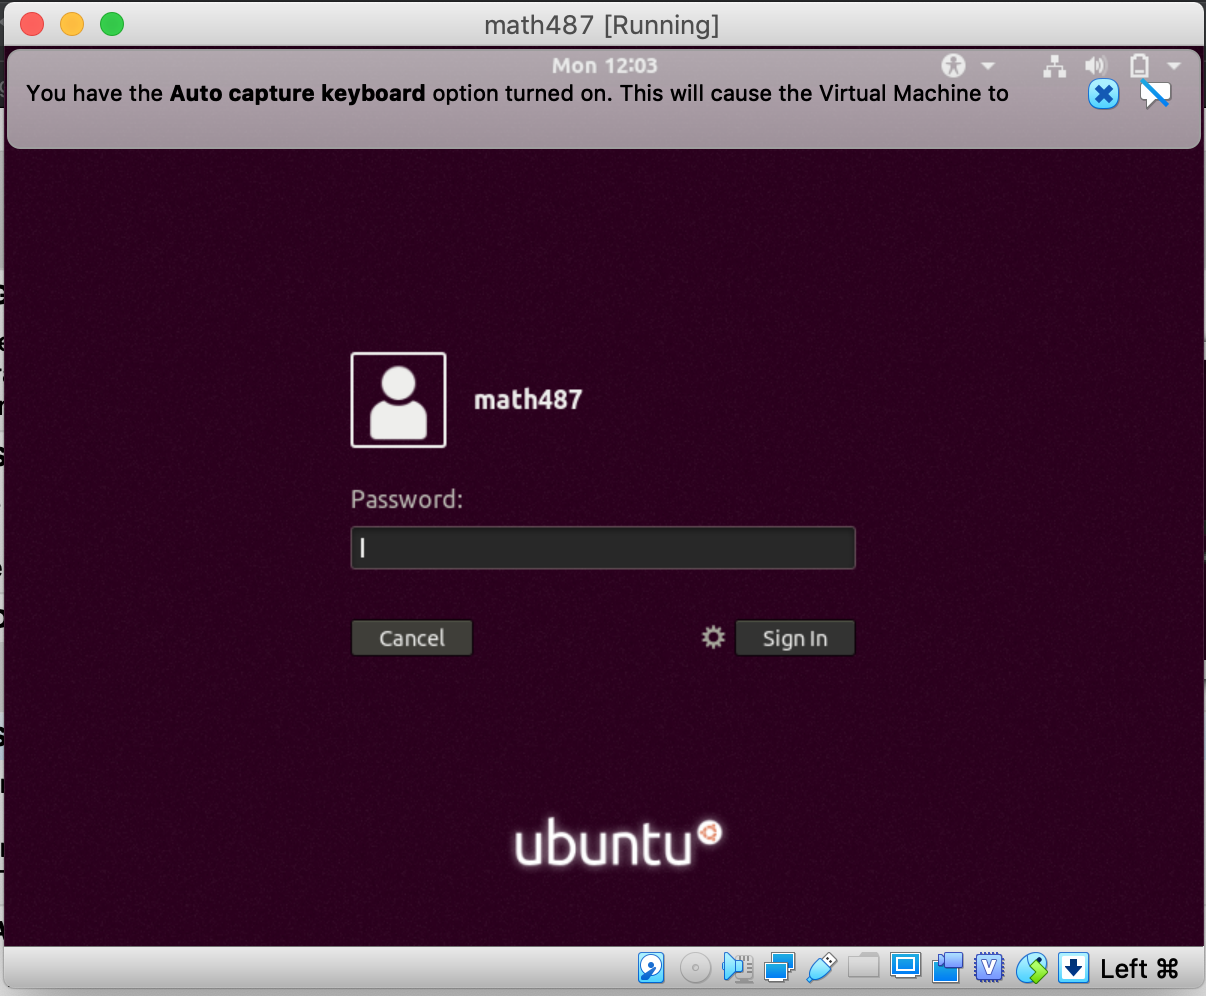 math487 [Running]
Mon 12:03
You have the Auto capture keyboard option turned on. This will cause the Virtual Machine to
math487
Password:
Cancel
Sign In
ubuntu
Left ⌘